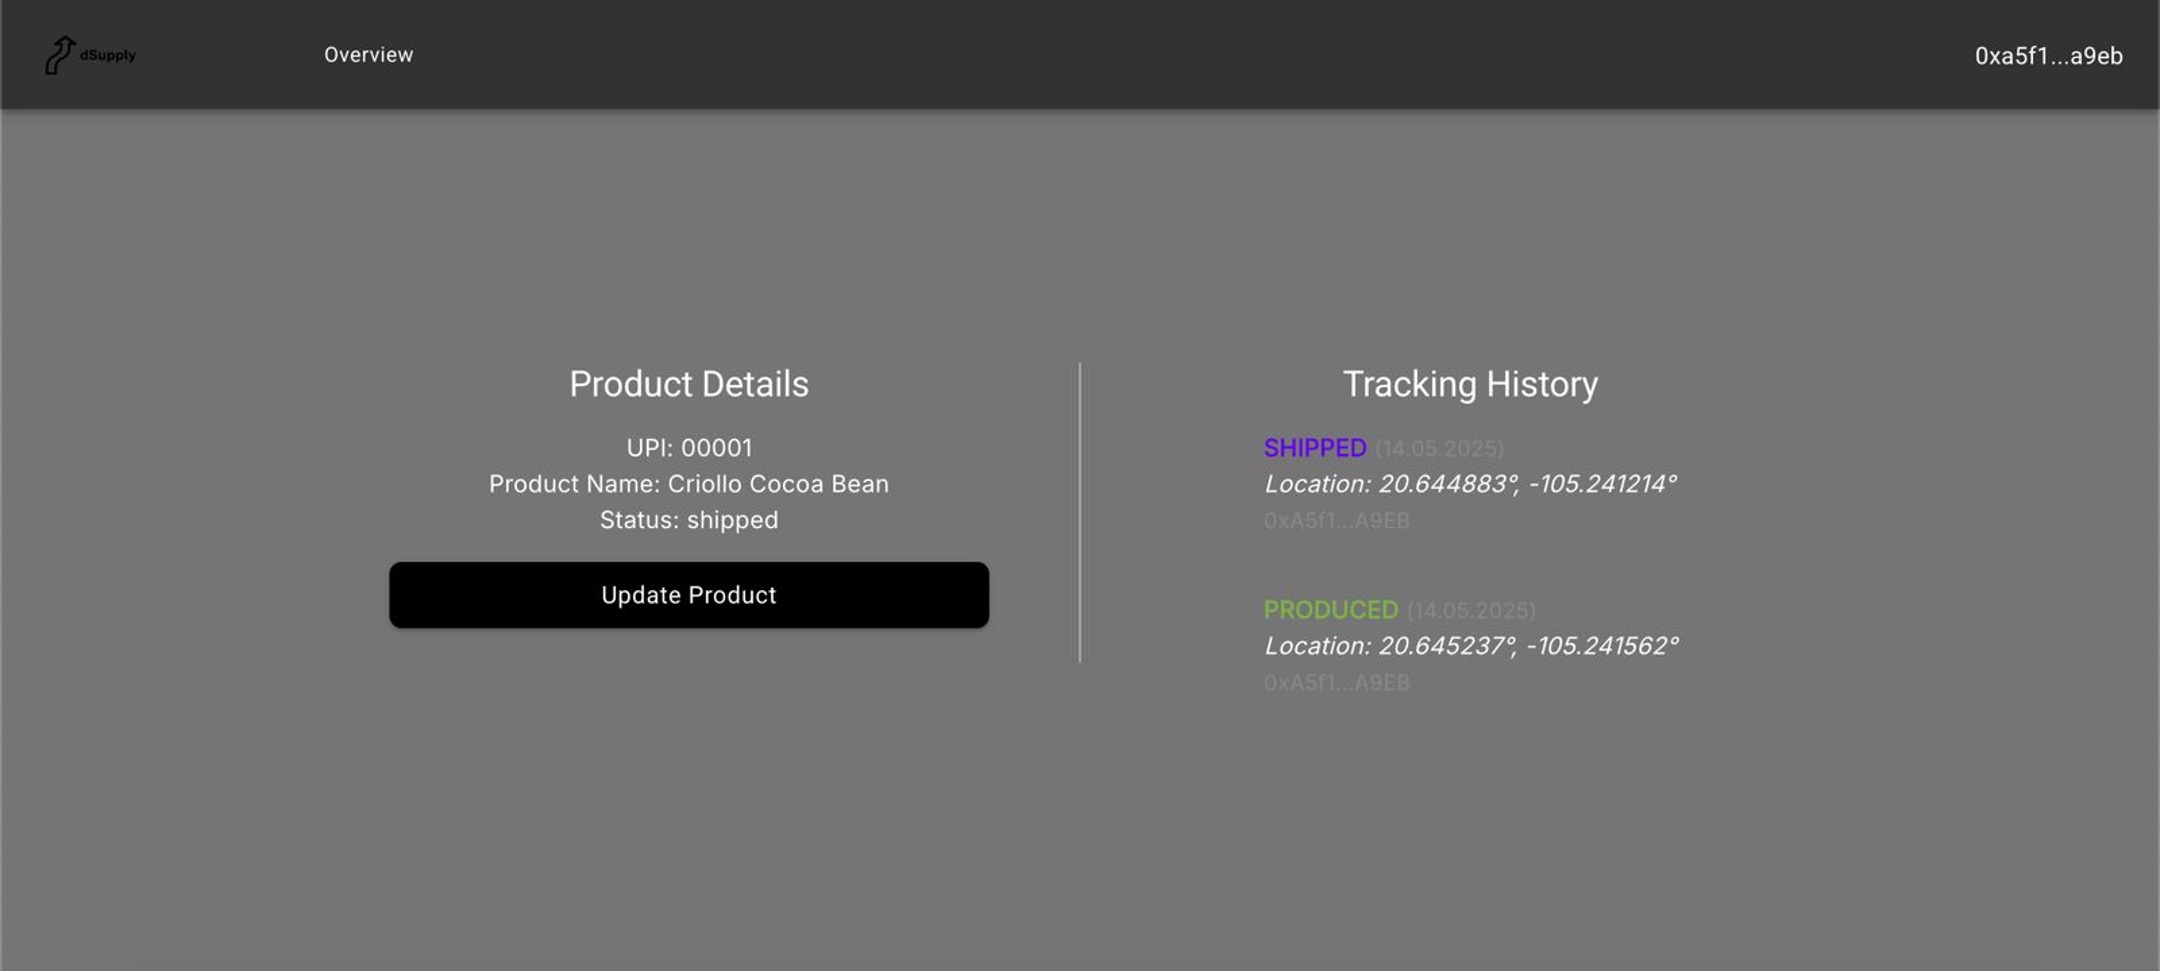 dSupply
Overview
0xa5f1...a9eb
Product Details
UPI: 00001
Product Name: Criollo Cocoa Bean
Status: shipped
Update Product
Tracking History
SHIPPED (14.05.2025)
Location: 20.644883°, -105.241214°
0xA5f1...A9EB
PRODUCED (14.05.2025)
Location: 20.645237°, -105.241562°
0xA5f1...A9EB